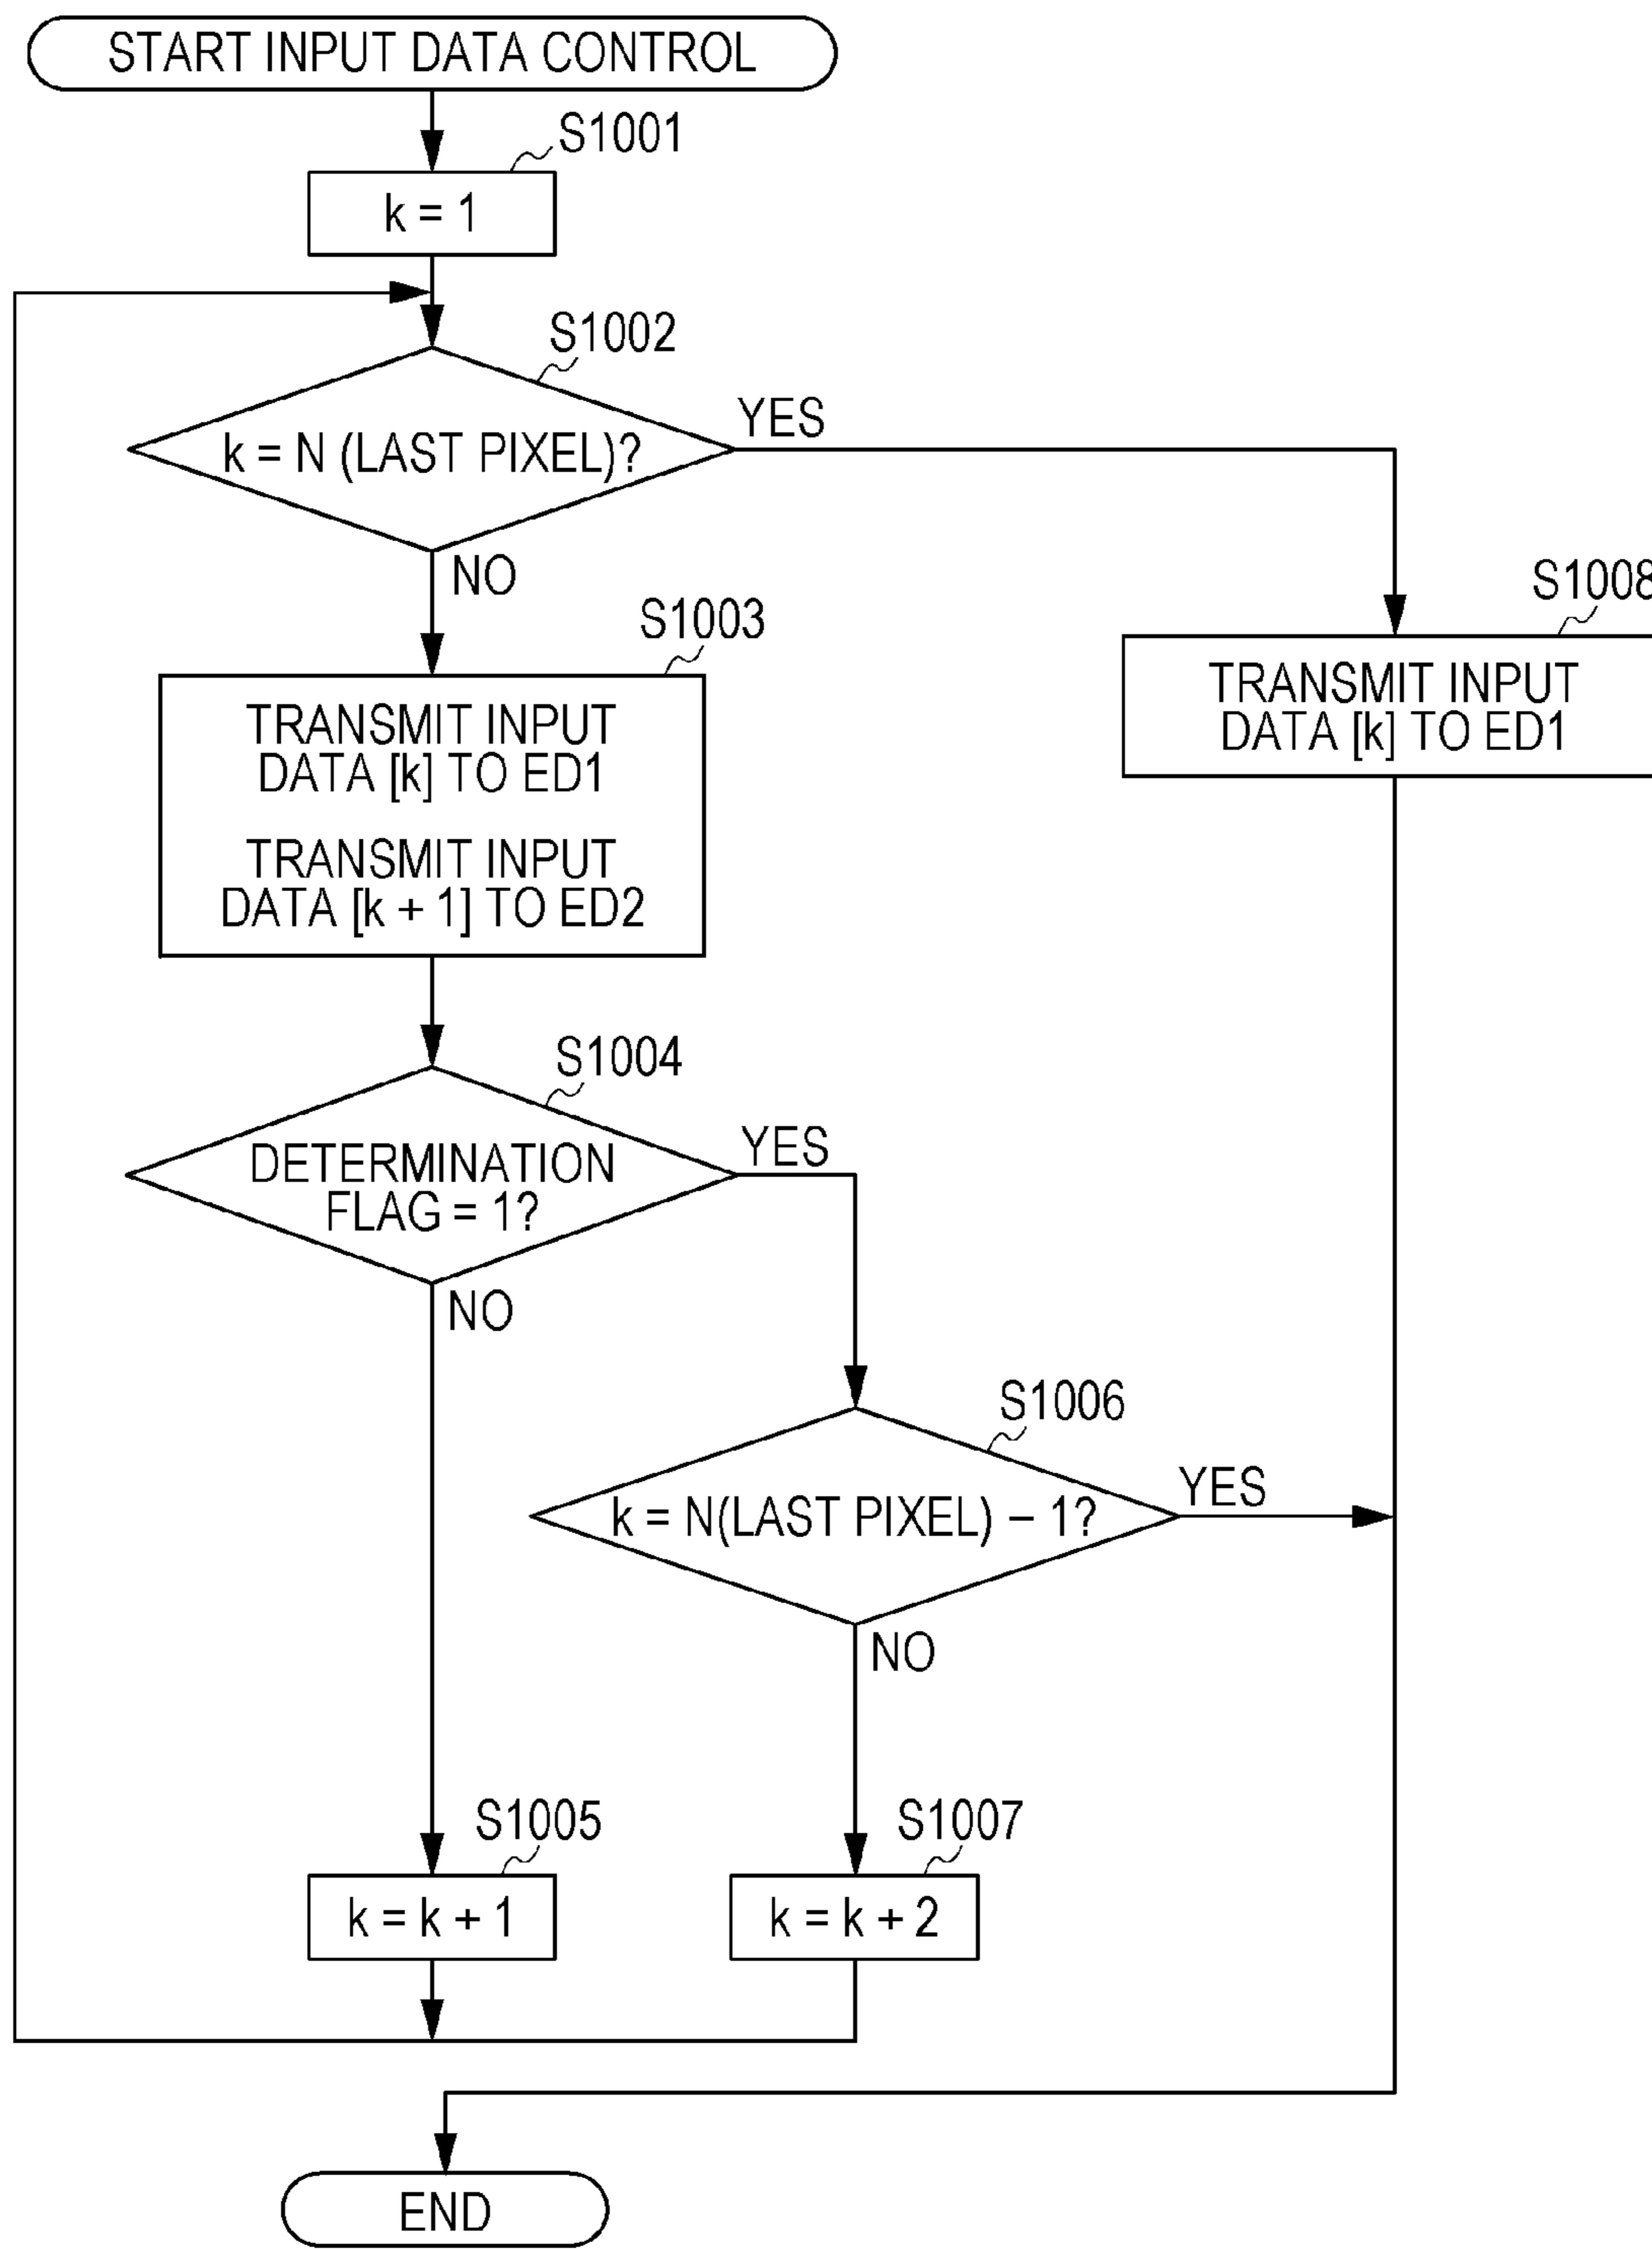 START INPUT DATA CONTROL
S1001
k = 1
S1002
k = N (LAST PIXEL)?
YES
NO
S1003
TRANSMIT INPUT
DATA [k] TO ED1
TRANSMIT INPUT
DATA [k + 1] TO ED2
S1008
TRANSMIT INPUT
DATA [k] TO ED1
S1004
DETERMINATION
FLAG = 1?
YES
NO
S1006
k = N(LAST PIXEL) – 1?
YES
NO
S1005
k = k + 1
S1007
k = k + 2
END